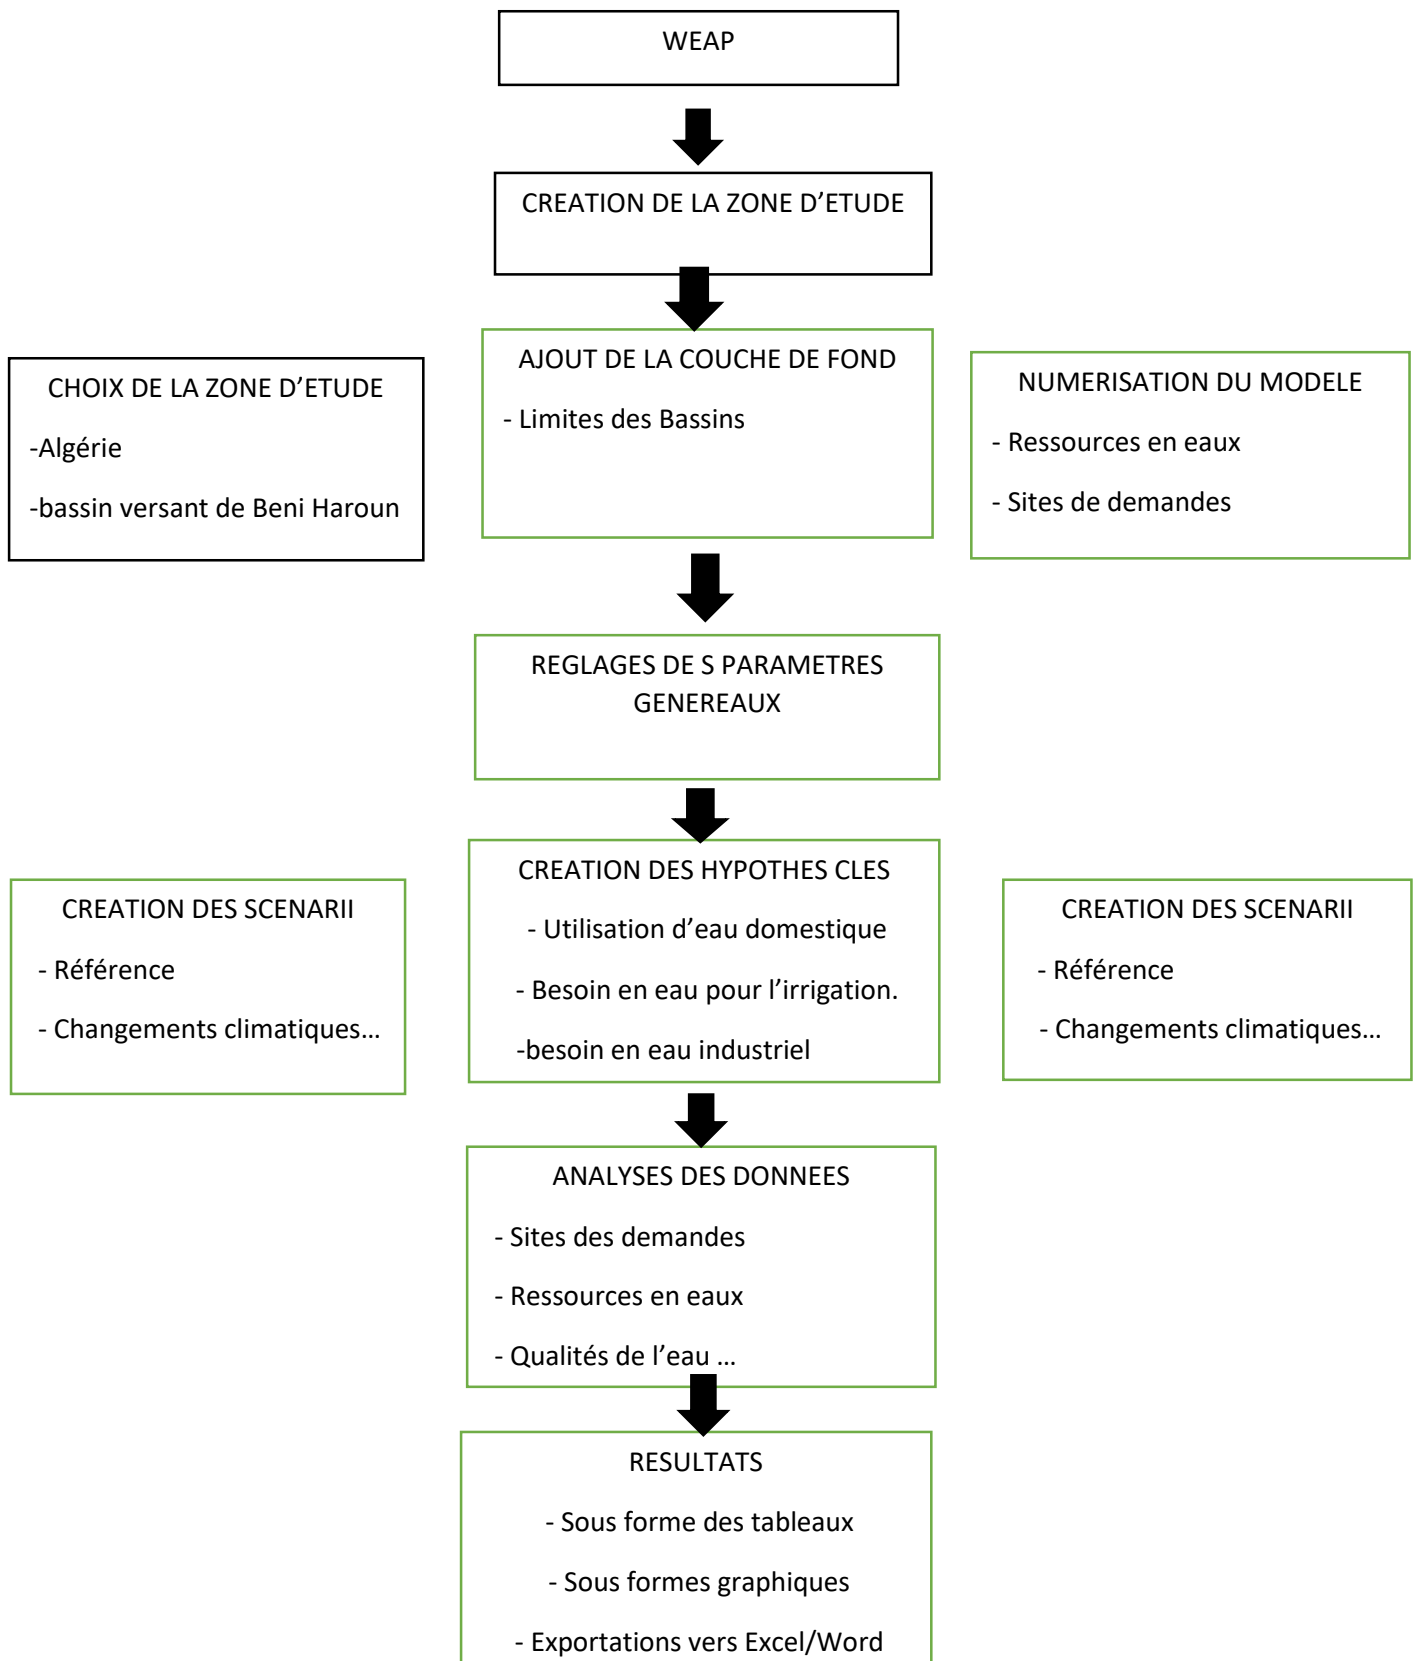 WEAP
CREATION DE LA ZONE D’ETUDE
CHOIX DE LA ZONE D’ETUDE
-Algérie
-bassin versant de Beni Haroun
AJOUT DE LA COUCHE DE FOND
- Limites des Bassins
NUMERISATION DU MODELE
- Ressources en eaux
- Sites de demandes
REGLAGES DE S PARAMETRES
GENEREAUX
CREATION DES SCENARII
- Référence
- Changements climatiques…
CREATION DES HYPOTHES CLES
- Utilisation d’eau domestique
- Besoin en eau pour l’irrigation.
-besoin en eau industriel
CREATION DES SCENARII
- Référence
- Changements climatiques…
ANALYSES DES DONNEES
- Sites des demandes
- Ressources en eaux
- Qualités de l’eau …
RESULTATS
- Sous forme des tableaux
- Sous formes graphiques
- Exportations vers Excel/Word